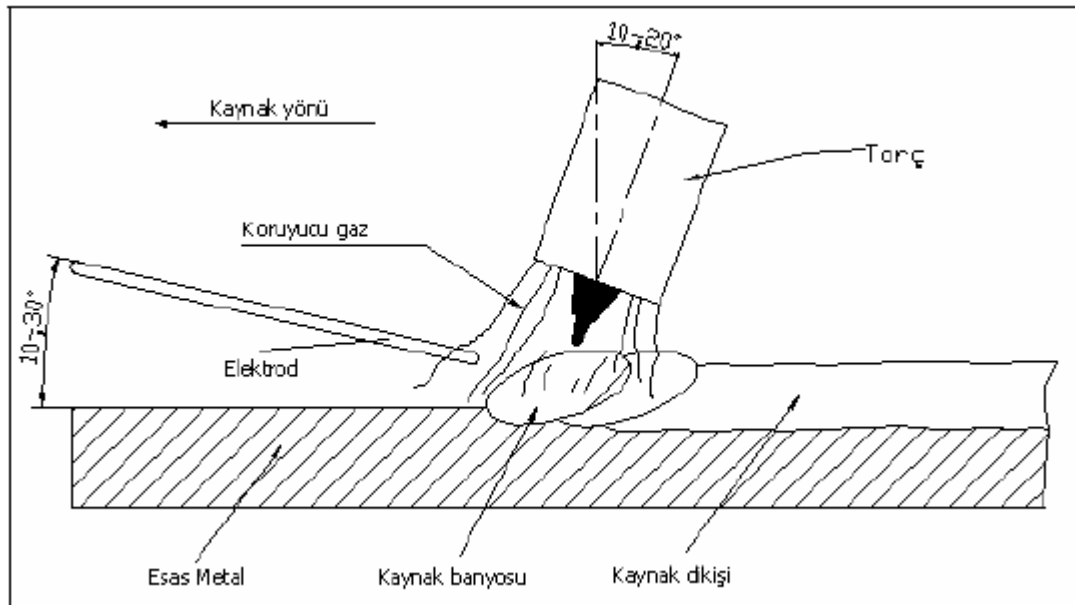 10-20°
Kaynak yönü
Torç
Koruyucu gaz
10-30°
Elektrod
Esas Metal
Kaynak banyosu
Kaynak dikişi